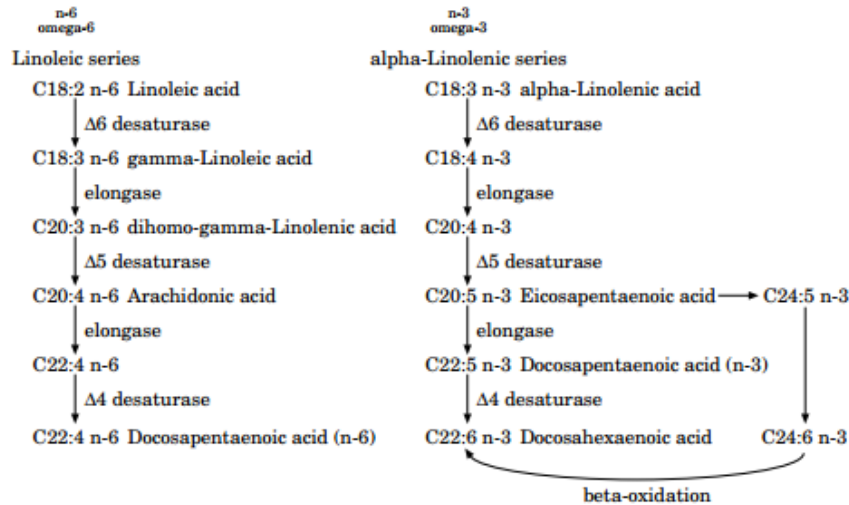 n-6
omega-6
n-3
omega-3
Linoleic series
alpha-Linolenic series
C18:2 n-6 Linoleic acid
C18:3 n-3 alpha-Linolenic acid
Δ6 desaturase
Δ6 desaturase
C18:3 n-6 gamma-Linoleic acid
C18:4 n-3
elongase
elongase
C20:3 n-6 dihomo-gamma-Linolenic acid
C20:4 n-3
Δ5 desaturase
Δ5 desaturase
C20:4 n-6 Arachidonic acid
C20:5 n-3 Eicosapentaenoic acid
C24:5 n-3
elongase
elongase
C22:4 n-6
C22:5 n-3 Docosapentaenoic acid (n-3)
Δ4 desaturase
Δ4 desaturase
C22:4 n-6 Docosapentaenoic acid (n-6)
C22:6 n-3 Docosahexaenoic acid
C24:6 n-3
beta-oxidation